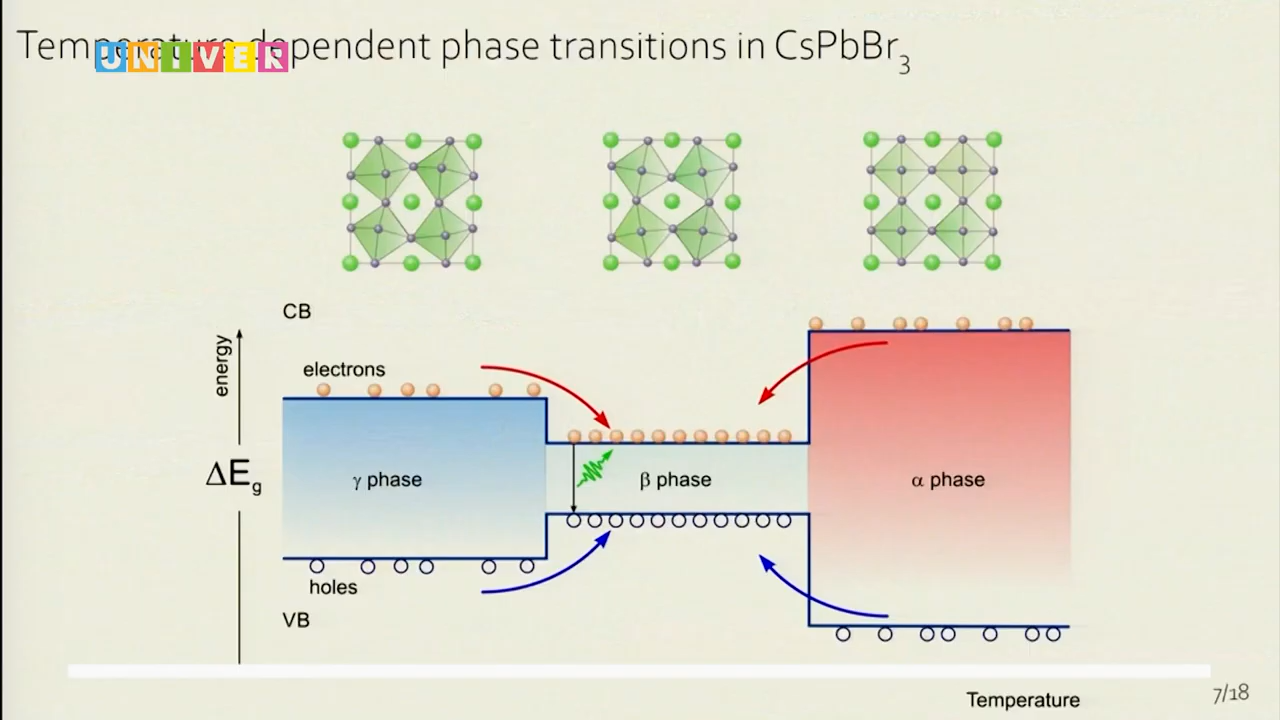 Temperature dependent phase transitions in CsPbBr3
UNIVER
CB
energy
electrons
ΔEg
γ phase
β phase
α phase
holes
VB
Temperature
7/18